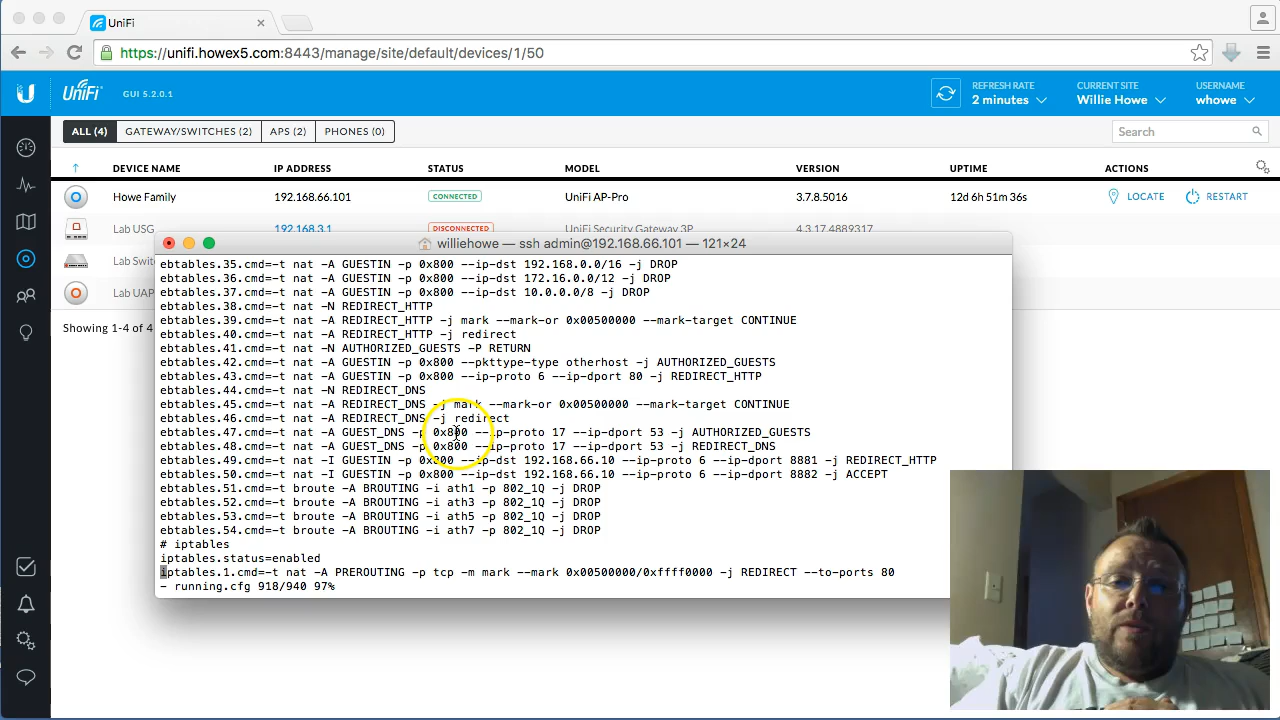 UniFi
https://unifi.howex5.com:8443/manage/site/default/devices/1/50
UniFi GUI 5.2.0.1
REFRESH RATE
2 minutes
CURRENT SITE
Willie Howe
USERNAME
whowe
ALL (4) GATEWAY/SWITCHES (2) APS (2) PHONES (0)
Search
DEVICE NAME IP ADDRESS STATUS MODEL VERSION UPTIME ACTIONS
Howe Family 192.168.66.101 CONNECTED UniFi AP-Pro 3.7.8.5016 12d 6h 51m 36s LOCATE RESTART
Lab USG 192.168.3.1 DISCONNECTED UniFi Security Gateway 3P 4.3.17.4889317
Lab
Lab UAP
Showing 1-4 of 4
williehowe — ssh admin@192.168.66.101 — 121×24
ebtables.35.cmd=-t nat -A GUESTIN -p 0x800 --ip-dst 192.168.0.0/16 -j DROP
ebtables.36.cmd=-t nat -A GUESTIN -p 0x800 --ip-dst 172.16.0.0/12 -j DROP
ebtables.37.cmd=-t nat -A GUESTIN -p 0x800 --ip-dst 10.0.0.0/8 -j DROP
ebtables.38.cmd=-t nat -N REDIRECT_HTTP
ebtables.39.cmd=-t nat -A REDIRECT_HTTP -j mark --mark-or 0x00500000 --mark-target CONTINUE
ebtables.40.cmd=-t nat -A REDIRECT_HTTP -j redirect
ebtables.41.cmd=-t nat -N AUTHORIZED_GUESTS -P RETURN
ebtables.42.cmd=-t nat -A GUESTIN -p 0x800 --pkttype-type otherhost -j AUTHORIZED_GUESTS
ebtables.43.cmd=-t nat -A GUESTIN -p 0x800 --ip-proto 6 --ip-dport 80 -j REDIRECT_HTTP
ebtables.44.cmd=-t nat -N REDIRECT_DNS
ebtables.45.cmd=-t nat -A REDIRECT_DNS -j mark --mark-or 0x00500000 --mark-target CONTINUE
ebtables.46.cmd=-t nat -A REDIRECT_DNS -j redirect
ebtables.47.cmd=-t nat -A GUEST_DNS -p 0x800 --ip-proto 17 --ip-dport 53 -j AUTHORIZED_GUESTS
ebtables.48.cmd=-t nat -A GUEST_DNS -p 0x800 --ip-proto 17 --ip-dport 53 -j REDIRECT_DNS
ebtables.49.cmd=-t nat -I GUESTIN -p 0x800 --ip-dst 192.168.66.10 --ip-proto 6 --ip-dport 8881 -j REDIRECT_HTTP
ebtables.50.cmd=-t nat -I GUESTIN -p 0x800 --ip-dst 192.168.66.10 --ip-proto 6 --ip-dport 8882 -j ACCEPT
ebtables.51.cmd=-t broute -A BROUTING -i ath1 -p 802_1Q -j DROP
ebtables.52.cmd=-t broute -A BROUTING -i ath3 -p 802_1Q -j DROP
ebtables.53.cmd=-t broute -A BROUTING -i ath5 -p 802_1Q -j DROP
ebtables.54.cmd=-t broute -A BROUTING -i ath7 -p 802_1Q -j DROP
# iptables
iptables.status=enabled
iptables.1.cmd=-t nat -A PREROUTING -p tcp -m mark --mark 0x00500000/0xffff0000 -j REDIRECT --to-ports 80
- running.cfg 918/940 97%